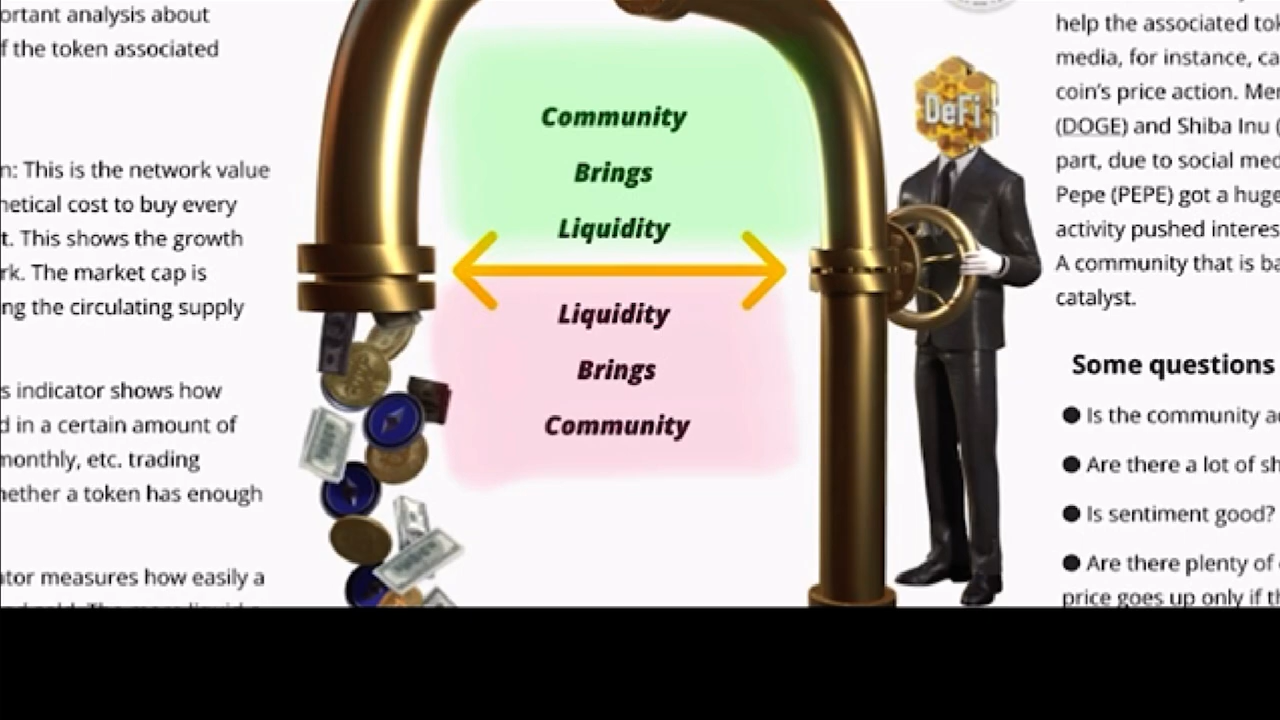 ortant analysis about
f the token associated
n: This is the network value
netical cost to buy every
t. This shows the growth
rk. The market cap is
ng the circulating supply
s indicator shows how
d in a certain amount of
monthly, etc. trading
hether a token has enough
ator measures how easily a
Community
Brings
Liquidity
Liquidity
Brings
Community
DeFi
help the associated tok
media, for instance, ca
coin's price action. Mem
(DOGE) and Shiba Inu (
part, due to social med
Pepe (PEPE) got a huge
activity pushed interes
A community that is ba
catalyst.
Some questions
● Is the community ac
● Are there a lot of sh
● Is sentiment good?
● Are there plenty of
price goes up only if th